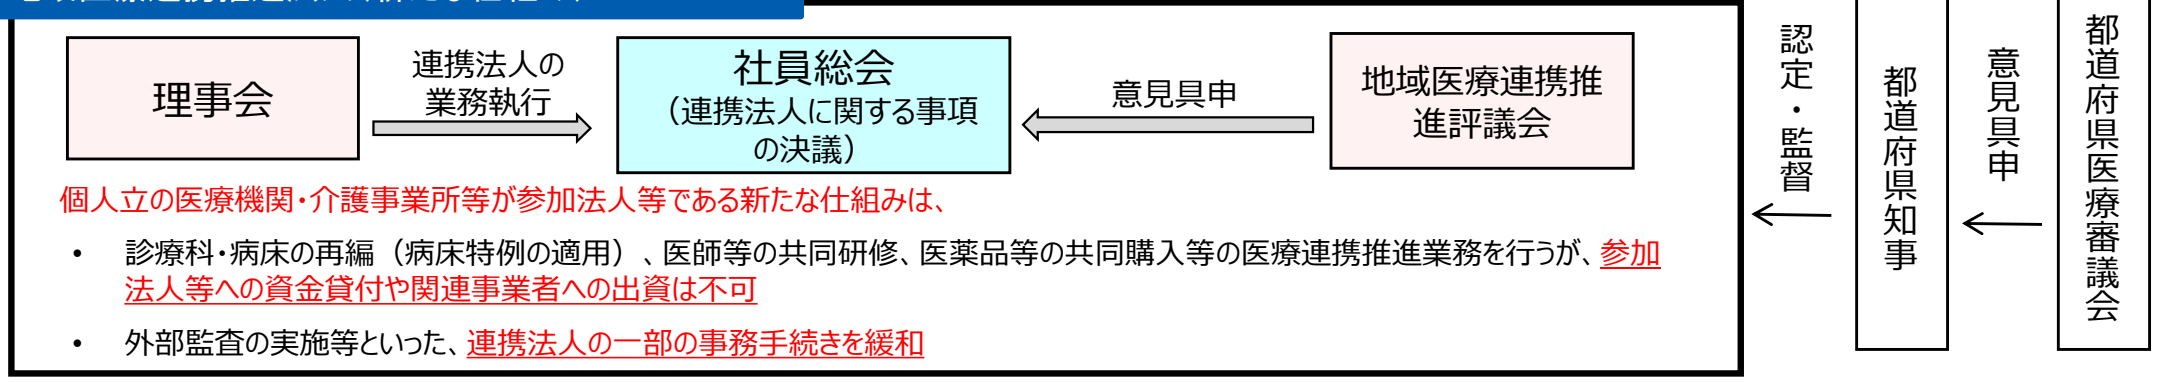 理事会
連携法人の
業務執行
社員総会
（連携法人に関する事項
の決議）
意見具申
地域医療連携推
進評議会
個人立の医療機関・介護事業所等が参加法人等である新たな仕組みは、
• 診療科・病床の再編（病床特例の適用）、医師等の共同研修、医薬品等の共同購入等の医療連携推進業務を行うが、参加
法人等への資金貸付や関連事業者への出資は不可
• 外部監査の実施等といった、連携法人の一部の事務手続きを緩和
認定・監督
都道府県知事
意見具申
都道府県医療審議会